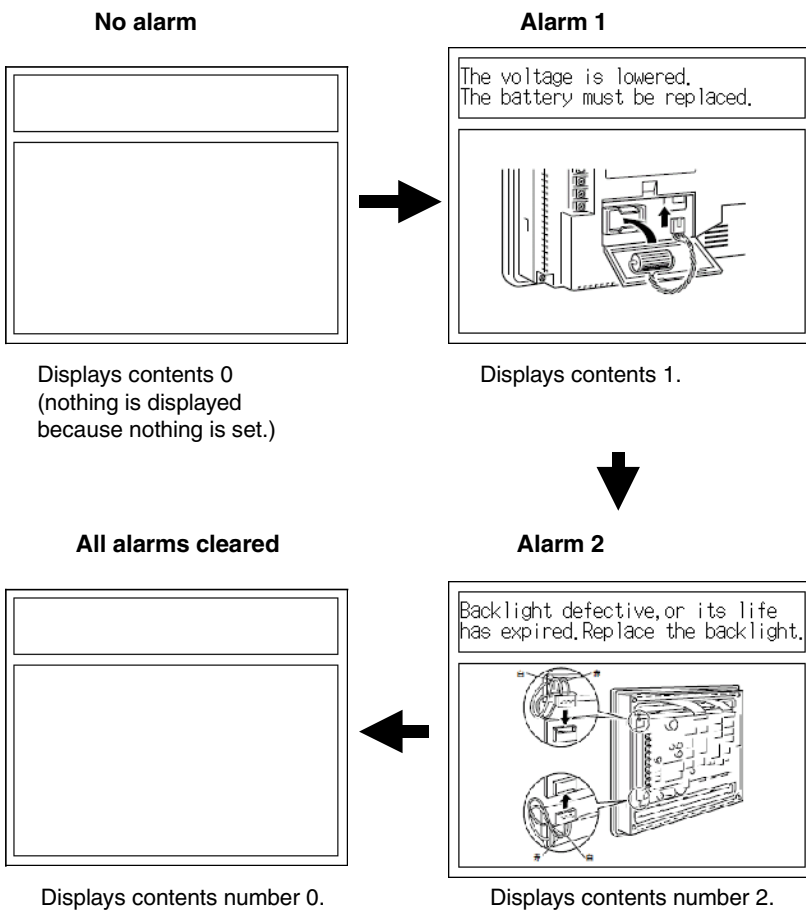 No alarm
Alarm 1
The voltage is lowered.
The battery must be replaced.
Displays contents 0
(nothing is displayed
because nothing is set.)
Displays contents 1.
All alarms cleared
Alarm 2
Backlight defective,or its life
has expired.Replace the backlight.
Displays contents number 0.
Displays contents number 2.